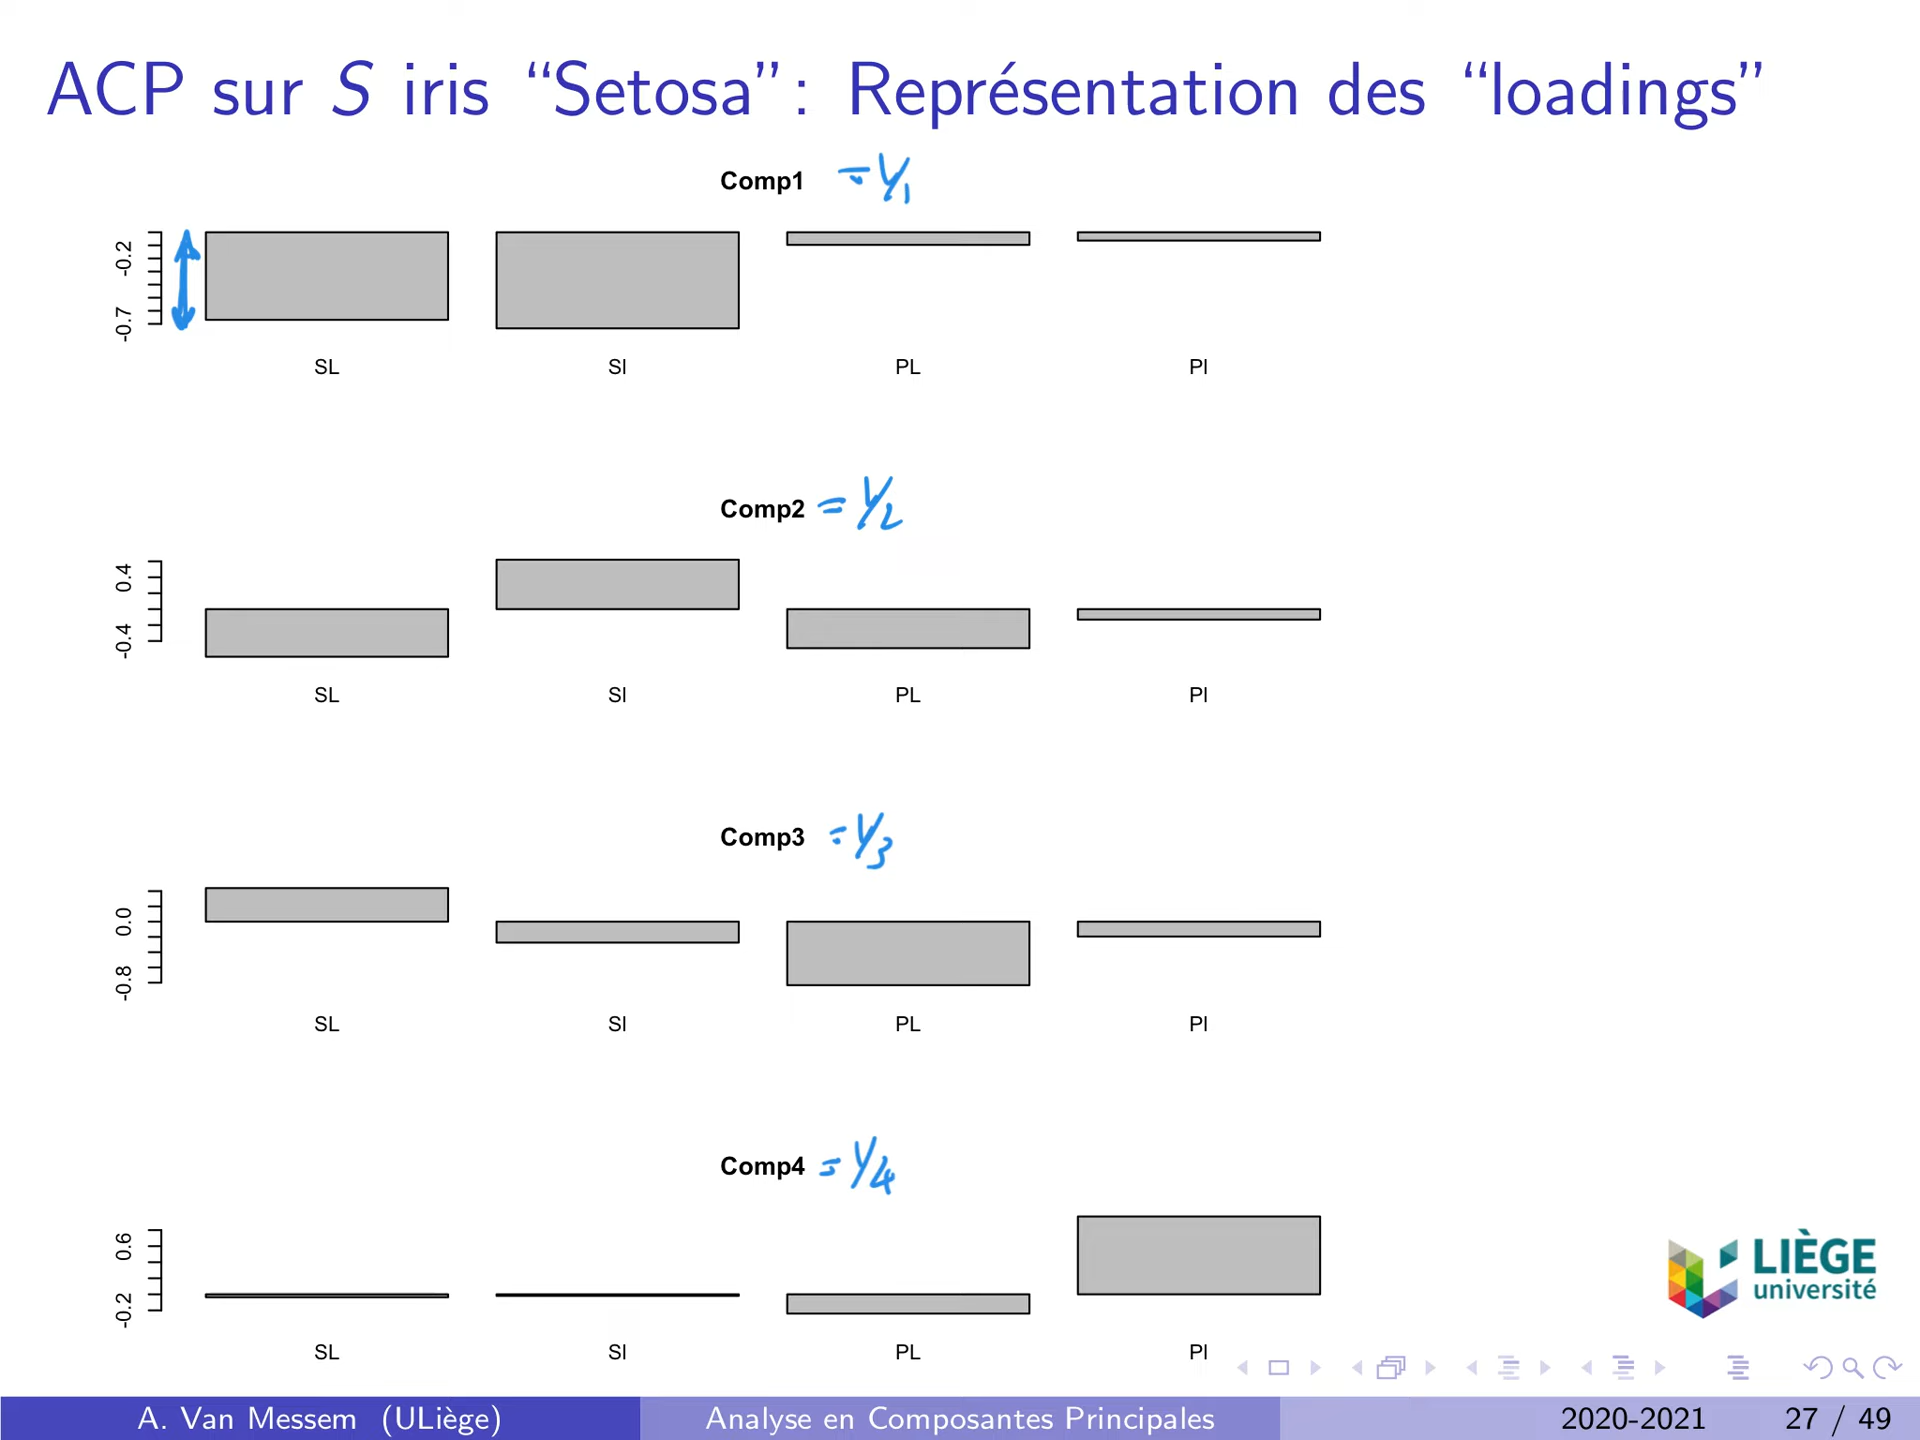 ACP sur S iris “Setosa”: Représentation des “loadings”
Comp1 = Y1
-0.2
-0.7
SL SI PL PI
Comp2 = Y2
0.4
-0.4
SL SI PL PI
Comp3 = Y3
0.0
-0.8
SL SI PL PI
Comp4 = Y4
0.6
-0.2
SL SI PL PI
LIÈGE
université
A. Van Messem (ULiège) Analyse en Composantes Principales 2020-2021 27 / 49